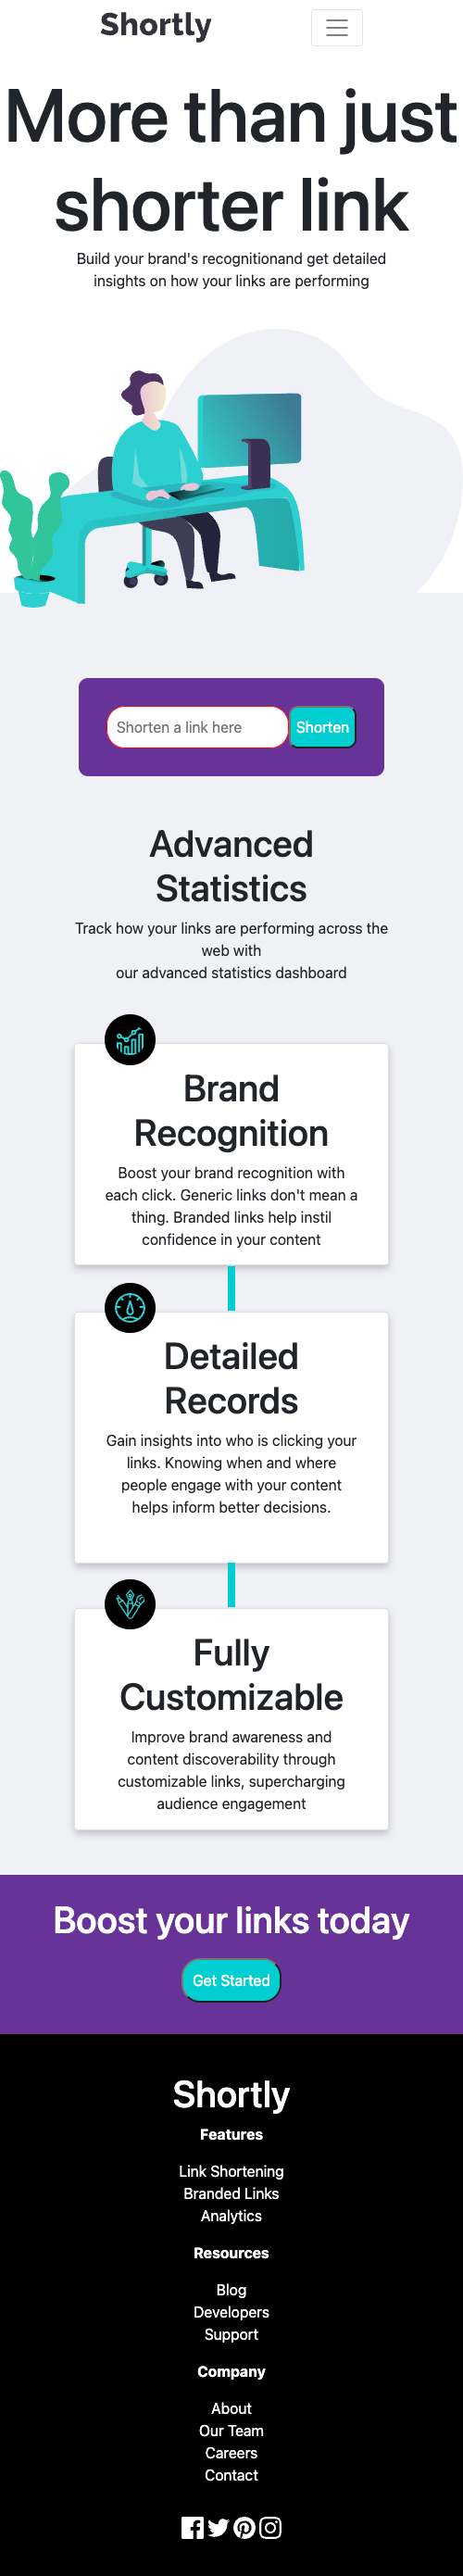 Shortly
More than just
shorter link
Build your brand's recognitionand get detailed
insights on how your links are performing
Shorten a link here
Shorten
Advanced
Statistics
Track how your links are performing across the
web with
our advanced statistics dashboard
Brand
Recognition
Boost your brand recognition with
each click. Generic links don't mean a
thing. Branded links help instil
confidence in your content
Detailed
Records
Gain insights into who is clicking your
links. Knowing when and where
people engage with your content
helps inform better decisions.
Fully
Customizable
Improve brand awareness and
content discoverability through
customizable links, supercharging
audience engagement
Boost your links today
Get Started
Shortly
Features
Link Shortening
Branded Links
Analytics
Resources
Blog
Developers
Support
Company
About
Our Team
Careers
Contact